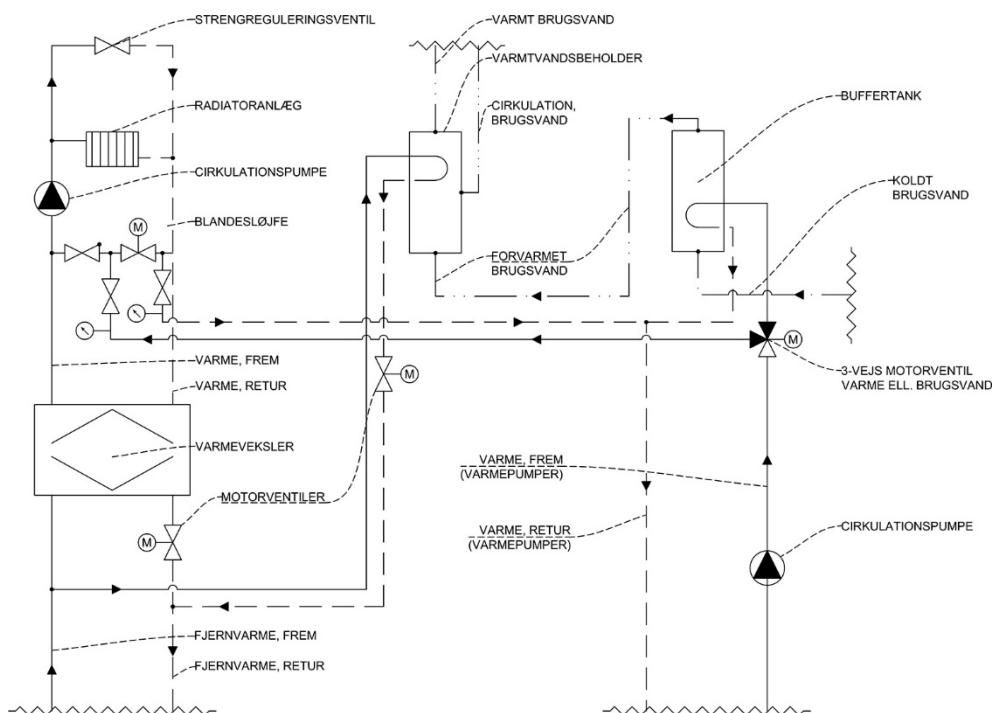 STRENGREGULERINGSVENTIL
VARMT BRUGSVAND
VARMTVANDSBEHOLDER
BUFFERTANK
RADIATORANLÆG
CIRKULATION,
BRUGSVAND
CIRKULATIONSPUMPE
KOLDT
BRUGSVAND
M
BLANDESLØJFE
FORVARMET
BRUGSVAND
M
VARME, FREM
3-VEJS MOTORVENTIL
VARME ELL. BRUGSVAND
M
VARME, RETUR
VARMEVEKSLER
VARME, FREM
(VARMEPUMPER)
MOTORVENTILER
M
VARME, RETUR
(VARMEPUMPER)
CIRKULATIONSPUMPE
FJERNVARME, FREM
FJERNVARME, RETUR